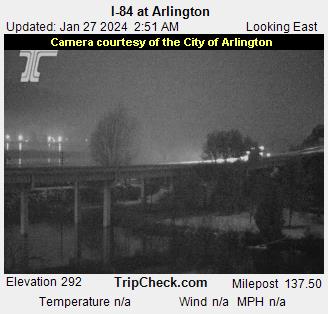 I-84 at Arlington
Updated: Jan 27 2024 2:51 AM Looking East
Camera courtesy of the City of Arlington
Elevation 292 TripCheck.com Milepost 137.50
Temperature n/a Wind n/a MPH n/a